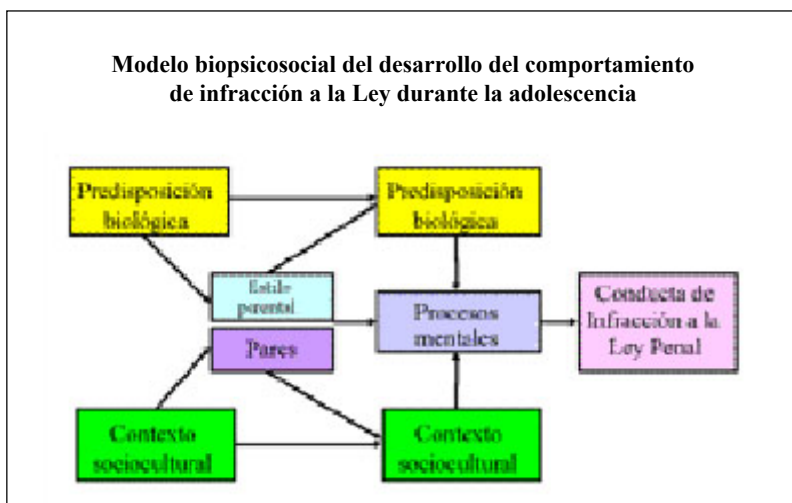 Modelo biopsicosocial del desarrollo del comportamiento
de infracción a la Ley durante la adolescencia
Predisposición
biológica
Predisposición
biológica
Estilo
parental
Pares
Procesos
mentales
Conducta de
Infracción a la
Ley Penal
Contexto
sociocultural
Contexto
sociocultural